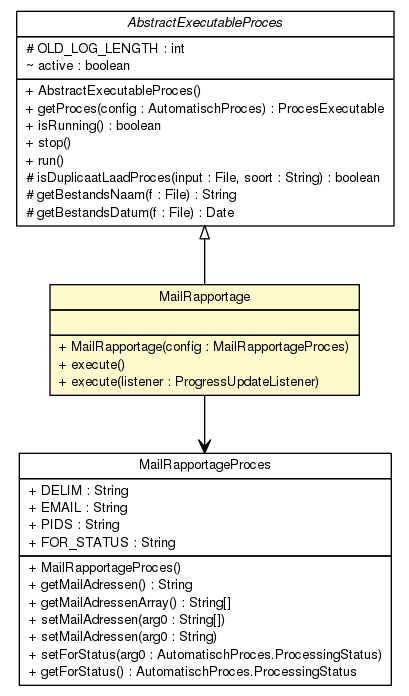 AbstractExecutableProces
# OLD_LOG_LENGTH : int
~ active : boolean
+ AbstractExecutableProces()
+ getProces(config : AutomatischProces) : ProcesExecutable
+ isRunning() : boolean
+ stop()
+ run()
# isDuplicaatLaadProces(input : File, soort : String) : boolean
# getBestandsNaam(f : File) : String
# getBestandsDatum(f : File) : Date
MailRapportage
+ MailRapportage(config : MailRapportageProces)
+ execute()
+ execute(listener : ProgressUpdateListener)
MailRapportageProces
+ DELIM : String
+ EMAIL : String
+ PIDS : String
+ FOR_STATUS : String
+ MailRapportageProces()
+ getMailAdressen() : String
+ getMailAdressenArray() : String[]
+ setMailAdressen(arg0 : String[])
+ setMailAdressen(arg0 : String)
+ setForStatus(arg0 : AutomatischProces.ProcessingStatus)
+ getForStatus() : AutomatischProces.ProcessingStatus